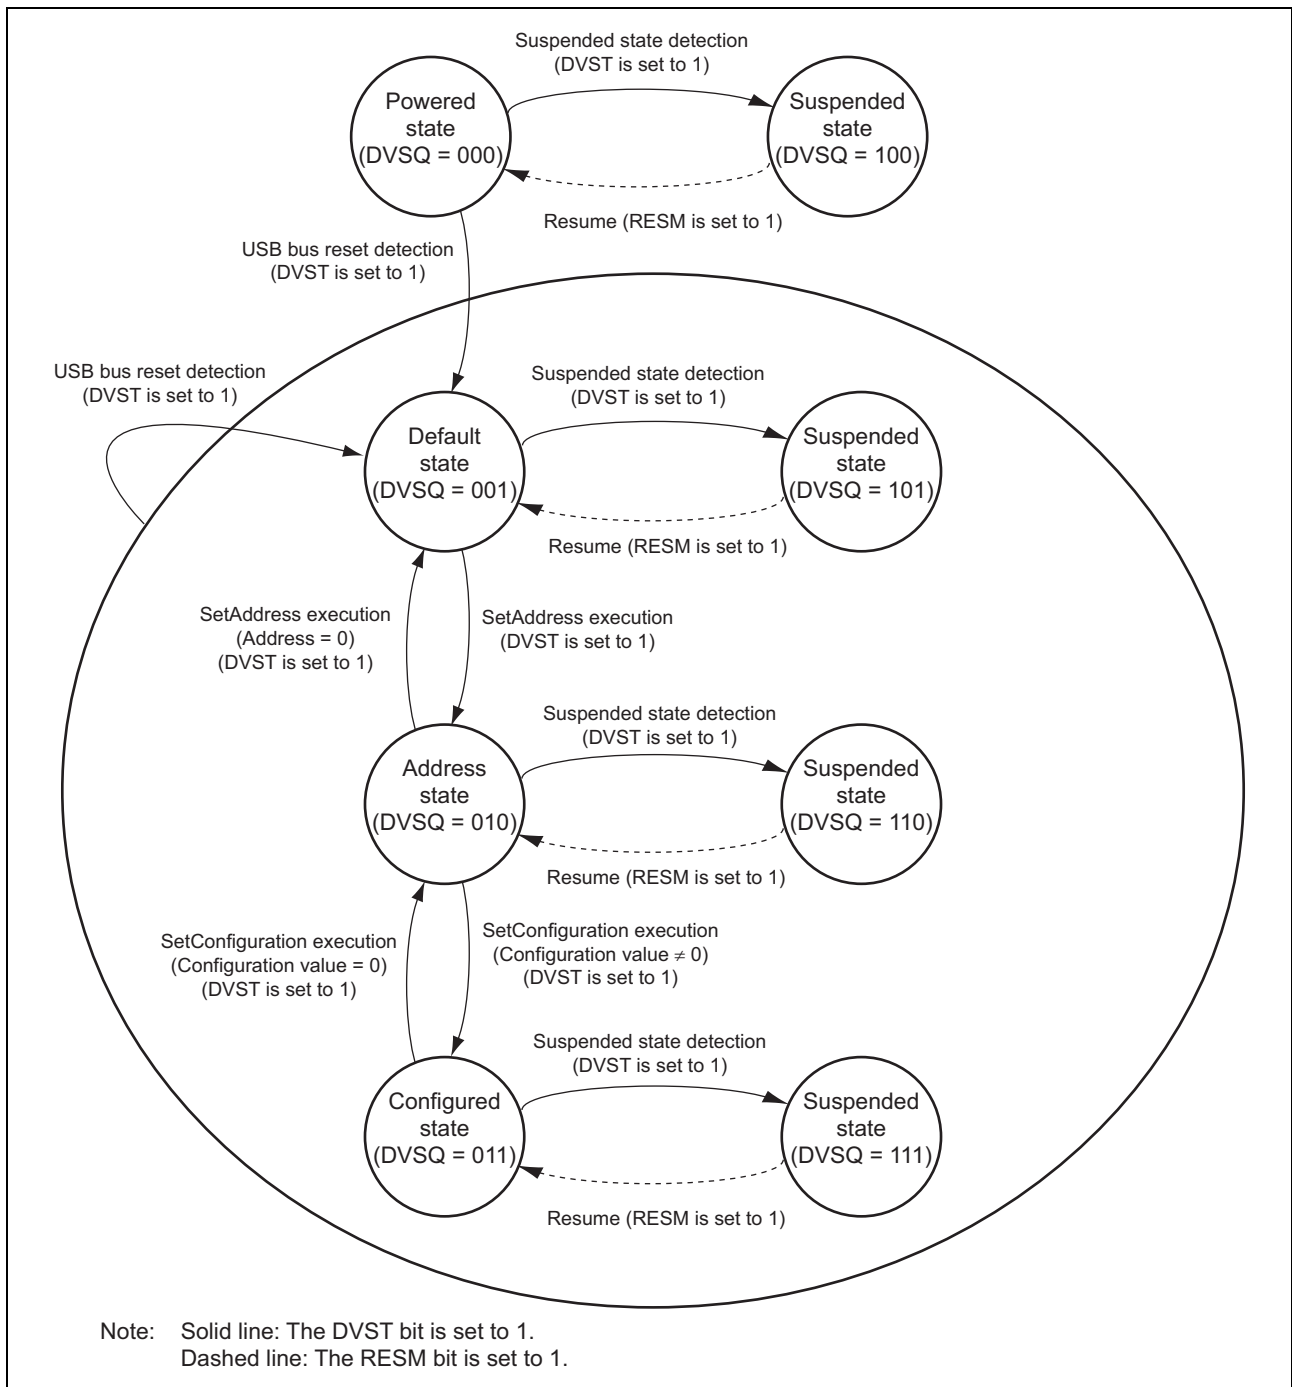 Suspended state detection
(DVST is set to 1)
Powered
state
(DVSQ = 000)
Suspended
state
(DVSQ = 100)
Resume (RESM is set to 1)
USB bus reset detection
(DVST is set to 1)
USB bus reset detection
(DVST is set to 1)
Suspended state detection
(DVST is set to 1)
Default
state
(DVSQ = 001)
Suspended
state
(DVSQ = 101)
Resume (RESM is set to 1)
SetAddress execution
(Address = 0)
(DVST is set to 1)
SetAddress execution
(DVST is set to 1)
Suspended state detection
(DVST is set to 1)
Address
state
(DVSQ = 010)
Suspended
state
(DVSQ = 110)
Resume (RESM is set to 1)
SetConfiguration execution
(Configuration value = 0)
(DVST is set to 1)
SetConfiguration execution
(Configuration value ≠ 0)
(DVST is set to 1)
Suspended state detection
(DVST is set to 1)
Configured
state
(DVSQ = 011)
Suspended
state
(DVSQ = 111)
Resume (RESM is set to 1)
Note: Solid line: The DVST bit is set to 1.
Dashed line: The RESM bit is set to 1.